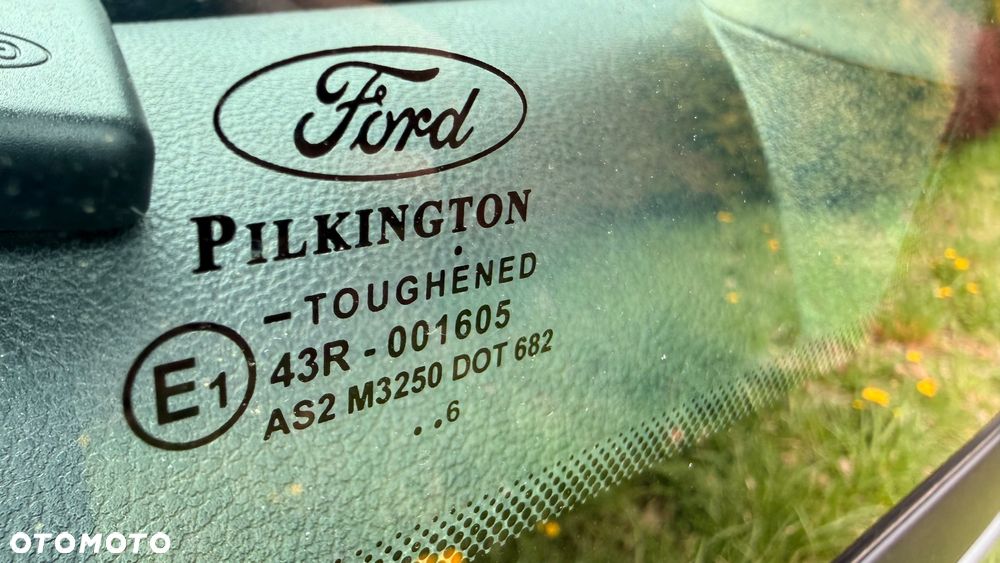 Ford
PILKINGTON
– TOUGHENED
E1
43R - 001605
AS2 M3250 DOT 682
. . 6
OTOMOTO